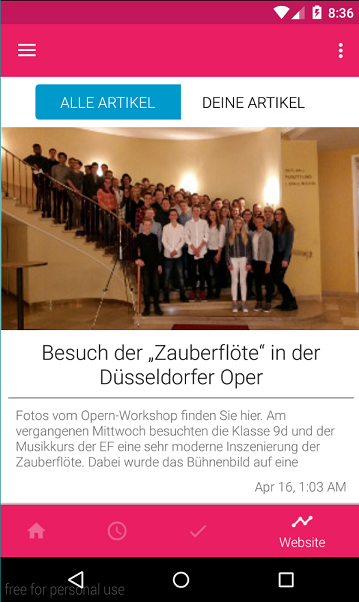 8:36
ALLE ARTIKEL DEINE ARTIKEL
Besuch der „Zauberflöte“ in der
Düsseldorfer Oper
Fotos vom Opern-Workshop finden Sie hier. Am
vergangenen Mittwoch besuchten die Klasse 9d und der
Musikkurs der EF eine sehr moderne Inszenierung der
Zauberflöte. Dabei wurde das Bühnenbild auf eine
Apr 16, 1:03 AM
Website
free for personal use